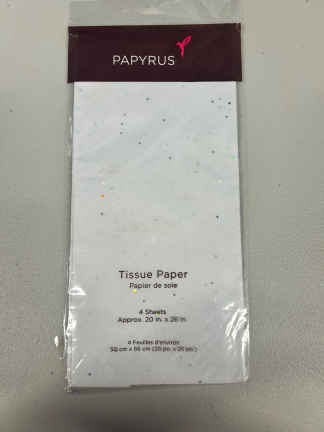 PAPYRUS
Tissue Paper
Papier de soie
4 Sheets
Approx. 20 in. x 26 in.
4 Feuilles d'environ
50 cm x 66 cm (20 po. x 26 po.)